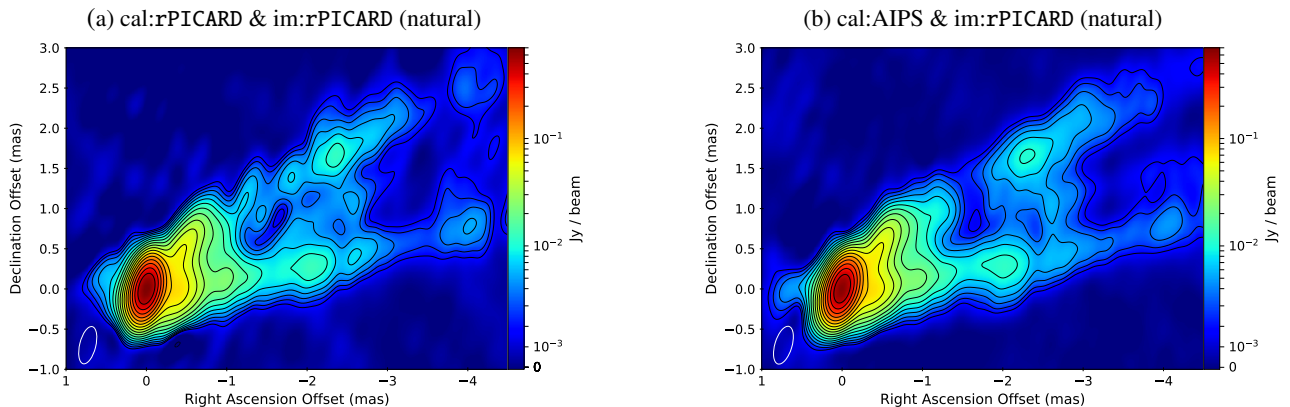 (a) cal:rPICARD & im:rPICARD (natural)
3.0
2.5
2.0
1.5
1.0
0.5
0.0
−0.5
−1.0
Declination Offset (mas)
1 0 −1 −2 −3 −4
Right Ascension Offset (mas)
10⁻¹
10⁻²
10⁻³
0
Jy / beam
(b) cal:AIPS & im:rPICARD (natural)
3.0
2.5
2.0
1.5
1.0
0.5
0.0
−0.5
−1.0
Declination Offset (mas)
1 0 −1 −2 −3 −4
Right Ascension Offset (mas)
10⁻¹
10⁻²
10⁻³
0
Jy / beam